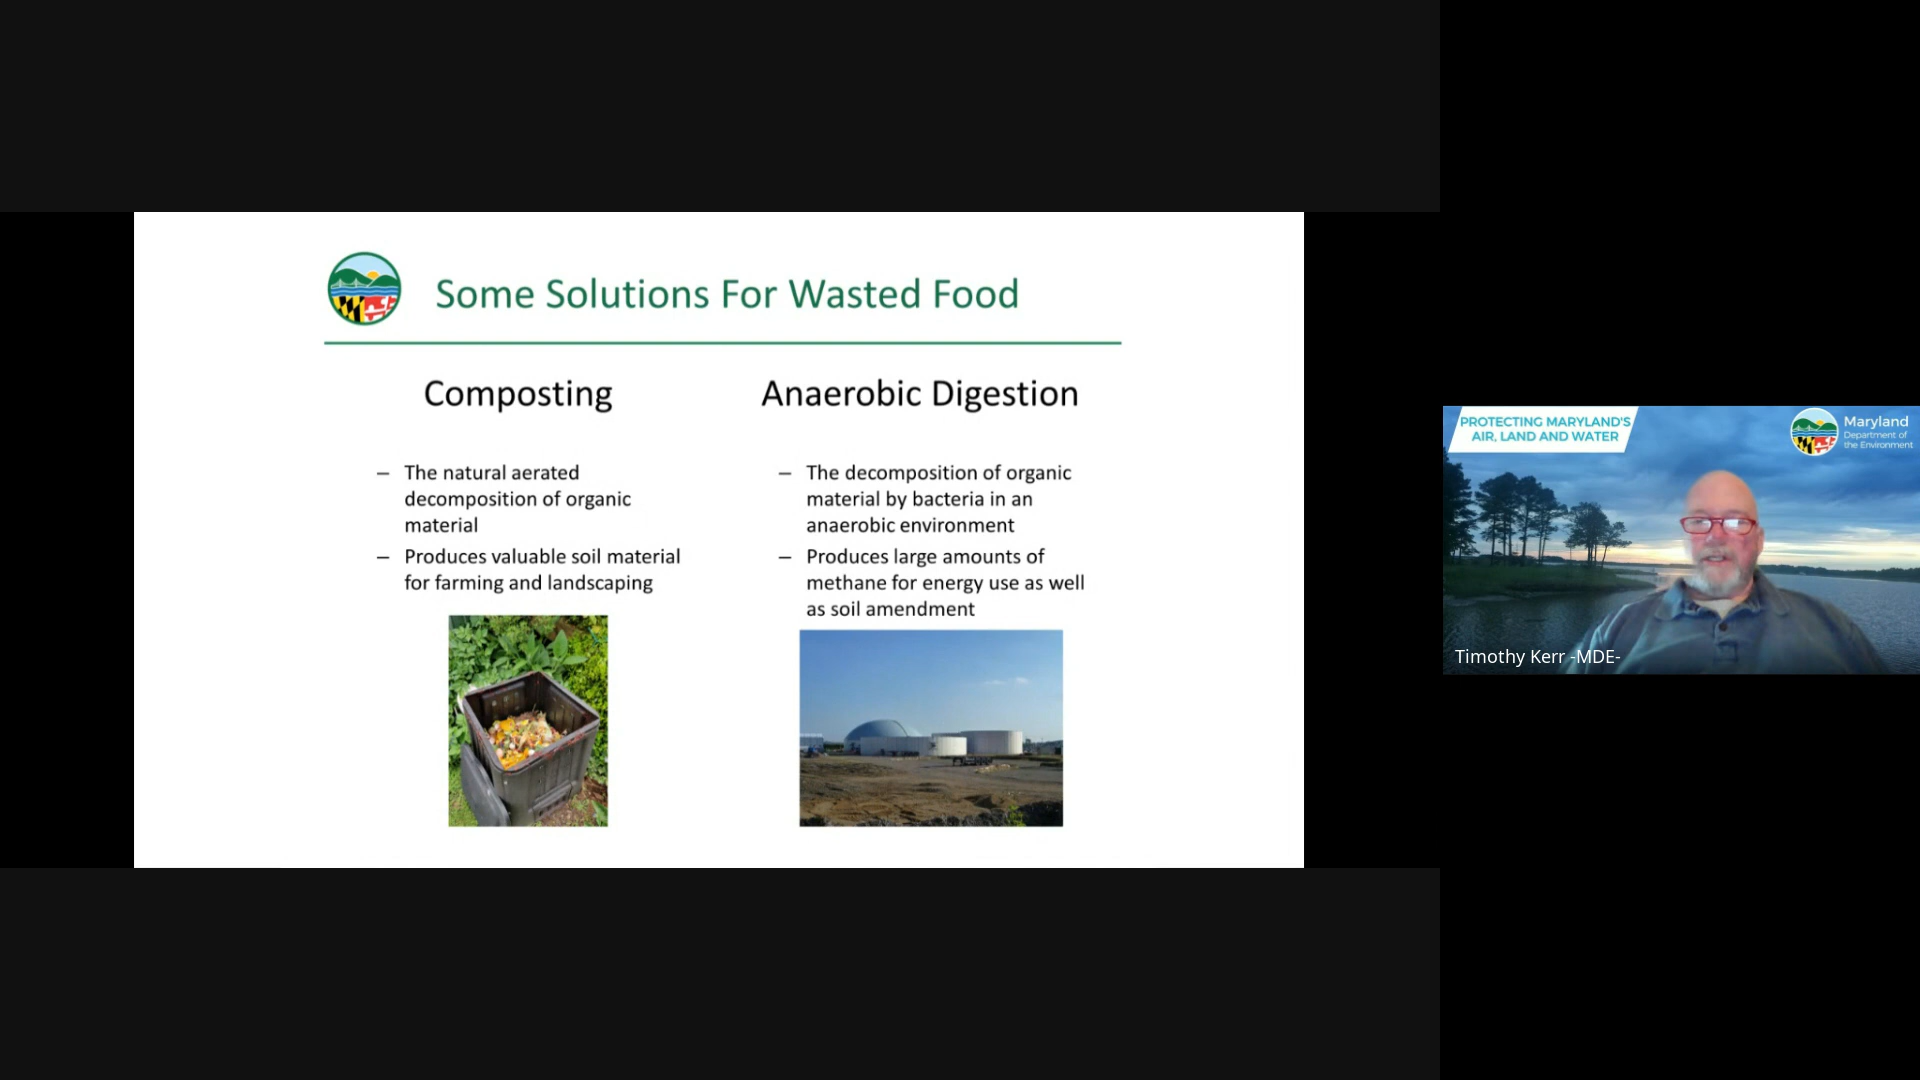 Some Solutions For Wasted Food
Composting
– The natural aerated
decomposition of organic
material
– Produces valuable soil material
for farming and landscaping
Anaerobic Digestion
– The decomposition of organic
material by bacteria in an
anaerobic environment
– Produces large amounts of
methane for energy use as well
as soil amendment
PROTECTING MARYLAND'S
AIR, LAND AND WATER
Maryland
Department of
the Environment
Timothy Kerr -MDE-